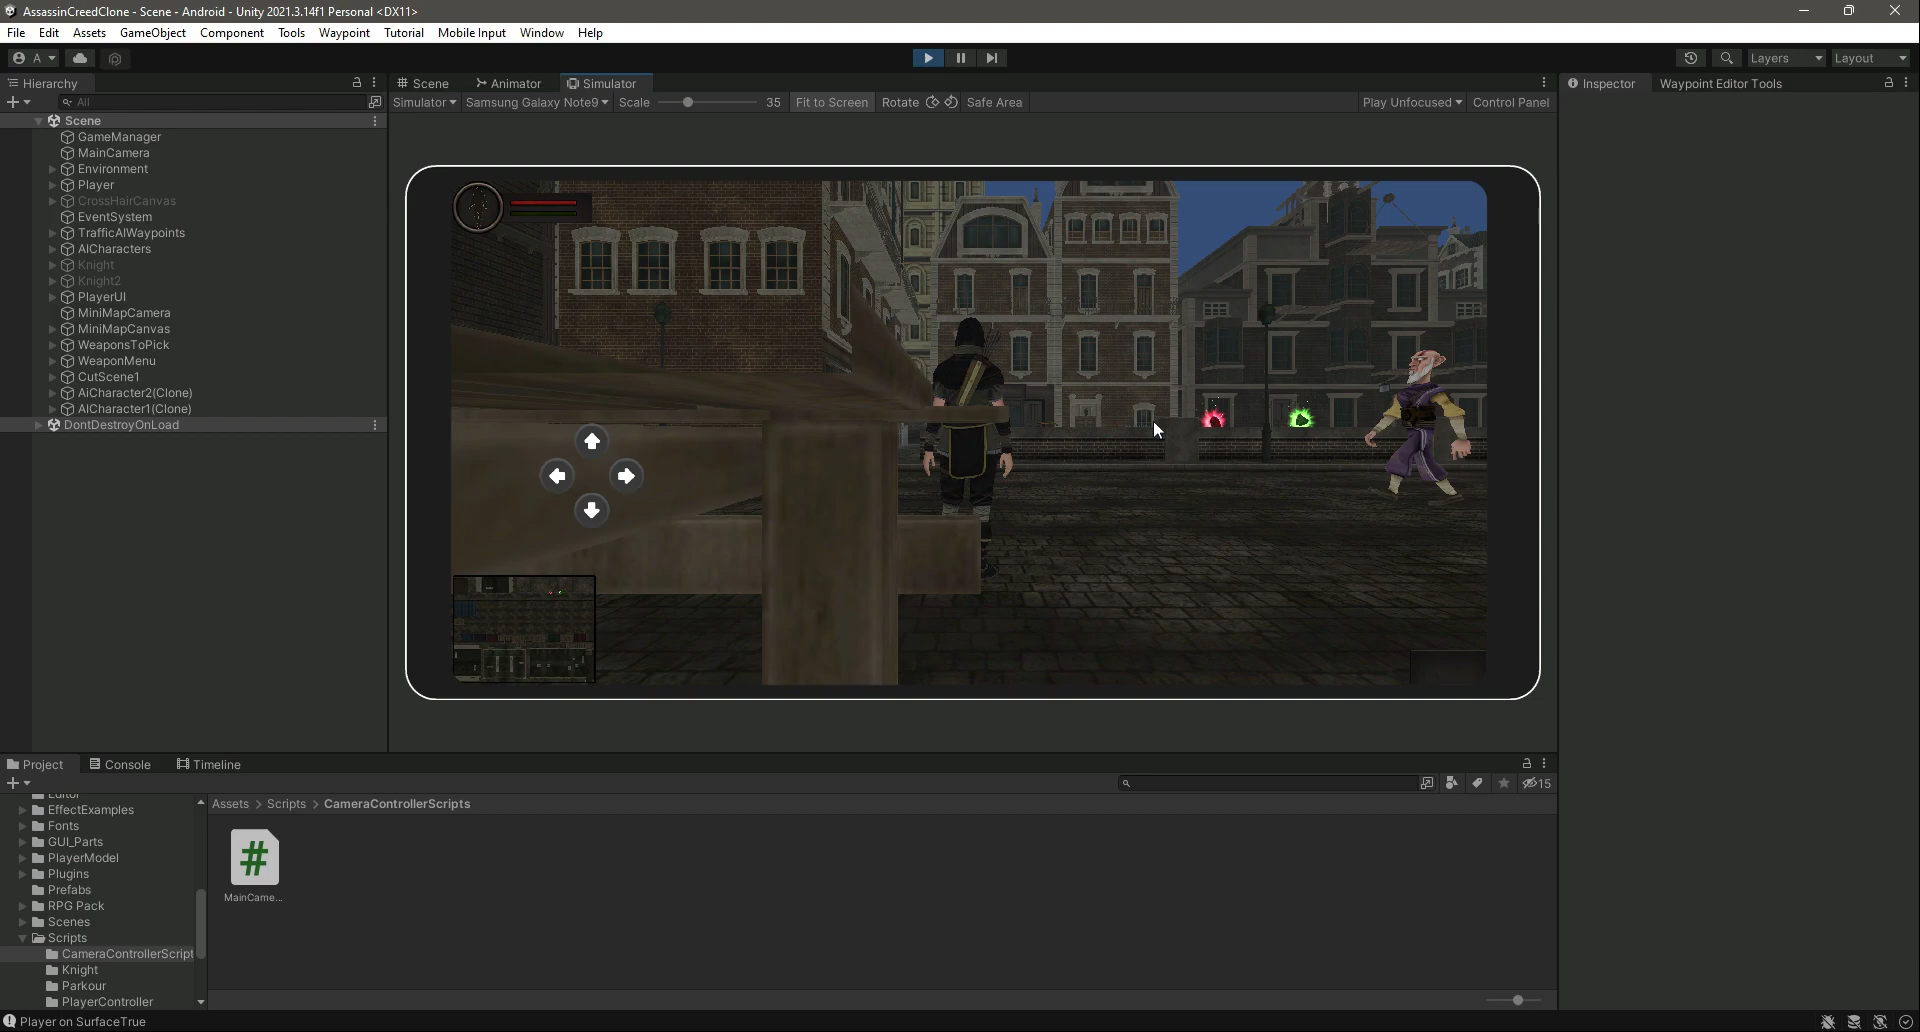 AssassinCreedClone - Scene - Android - Unity 2021.3.14f1 Personal <DX11>
File Edit Assets GameObject Component Tools Jobs Waypoint Tutorial Mobile Input Window Help
A Layers Layout
Hierarchy
All
Scene
GameManager
MainCamera
Environment
Player
CrossHairCanvas
EventSystem
TrafficAIWaypoints
AICharacters
Knight
Knight2
PlayerUI
MiniMapCamera
MiniMapCanvas
WeaponsToPick
WeaponMenu
CutScene1
AiCharacter2(Clone)
AICharacter1(Clone)
DontDestroyOnLoad
Scene Animator Simulator
Simulator Samsung Galaxy Note9 Scale 35 Fit to Screen Rotate Safe Area Play Unfocused Control Panel
Inspector Waypoint Editor Tools
Project Console Timeline
15
Editor
EffectExamples
Fonts
GUI_Parts
PlayerModel
Plugins
Prefabs
RPG Pack
Scenes
Scripts
CameraControllerScript
Knight
Parkour
PlayerController
Assets > Scripts > CameraControllerScripts
#
MainCame...
Player on SurfaceTrue